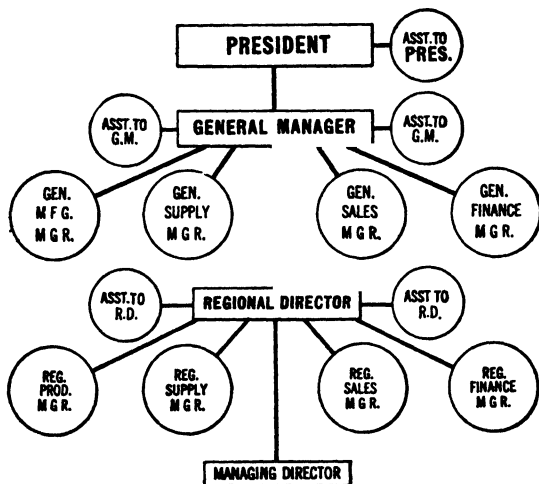 PRESIDENT
ASST.TO
PRES.
ASST.TO
G.M.
GENERAL MANAGER
ASST.TO
G.M.
GEN.
MFG.
MGR.
GEN.
SUPPLY
MGR.
GEN.
SALES
MGR.
GEN.
FINANCE
MGR.
ASST.TO
R.D.
REGIONAL DIRECTOR
ASST TO
R.D.
REG.
PROD.
MGR.
REG.
SUPPLY
MGR.
REG.
SALES
MGR.
REG.
FINANCE
MGR.
MANAGING DIRECTOR